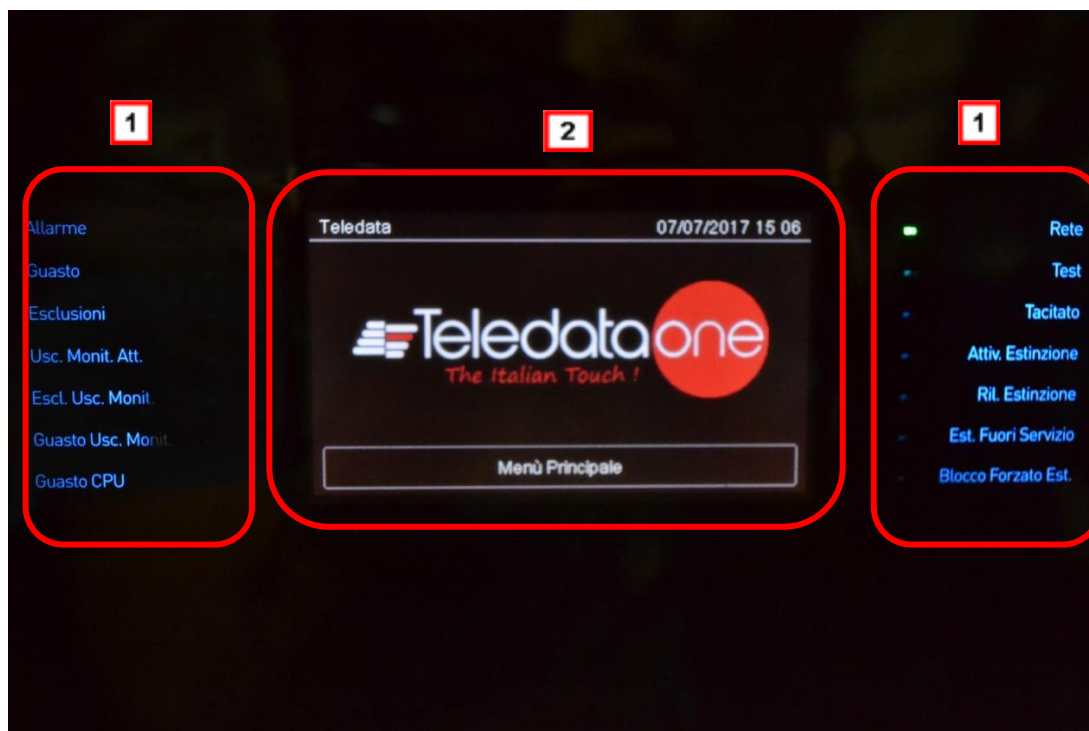 1
2
1
Allarme
Guasto
Esclusioni
Usc. Monit. Att.
Escl. Usc. Monit.
Guasto Usc. Monit.
Guasto CPU
Teledata
07/07/2017 15 06
Teledata one
The Italian Touch !
Menù Principale
Rete
Test
Tacitato
Attiv. Estinzione
Ril. Estinzione
Est. Fuori Servizio
Blocco Forzato Est.